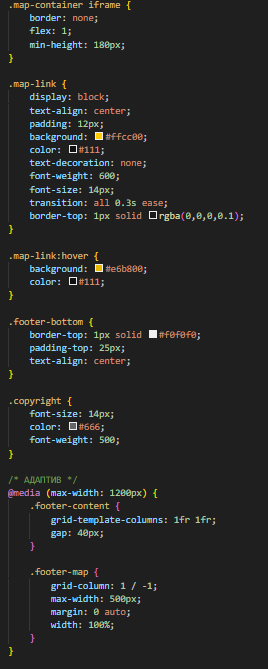 .map-container iframe {
    border: none;
    flex: 1;
    min-height: 180px;
}

.map-link {
    display: block;
    text-align: center;
    padding: 12px;
    background: #ffcc00;
    color: #111;
    text-decoration: none;
    font-weight: 600;
    font-size: 14px;
    transition: all 0.3s ease;
    border-top: 1px solid rgba(0,0,0,0.1);
}

.map-link:hover {
    background: #e6b800;
    color: #111;
}

.footer-bottom {
    border-top: 1px solid #f0f0f0;
    padding-top: 25px;
    text-align: center;
}

.copyright {
    font-size: 14px;
    color: #666;
    font-weight: 500;
}

/* АДАПТИВ */
@media (max-width: 1200px) {
    .footer-content {
        grid-template-columns: 1fr 1fr;
        gap: 40px;
    }

    .footer-map {
        grid-column: 1 / -1;
        max-width: 500px;
        margin: 0 auto;
        width: 100%;
    }
}